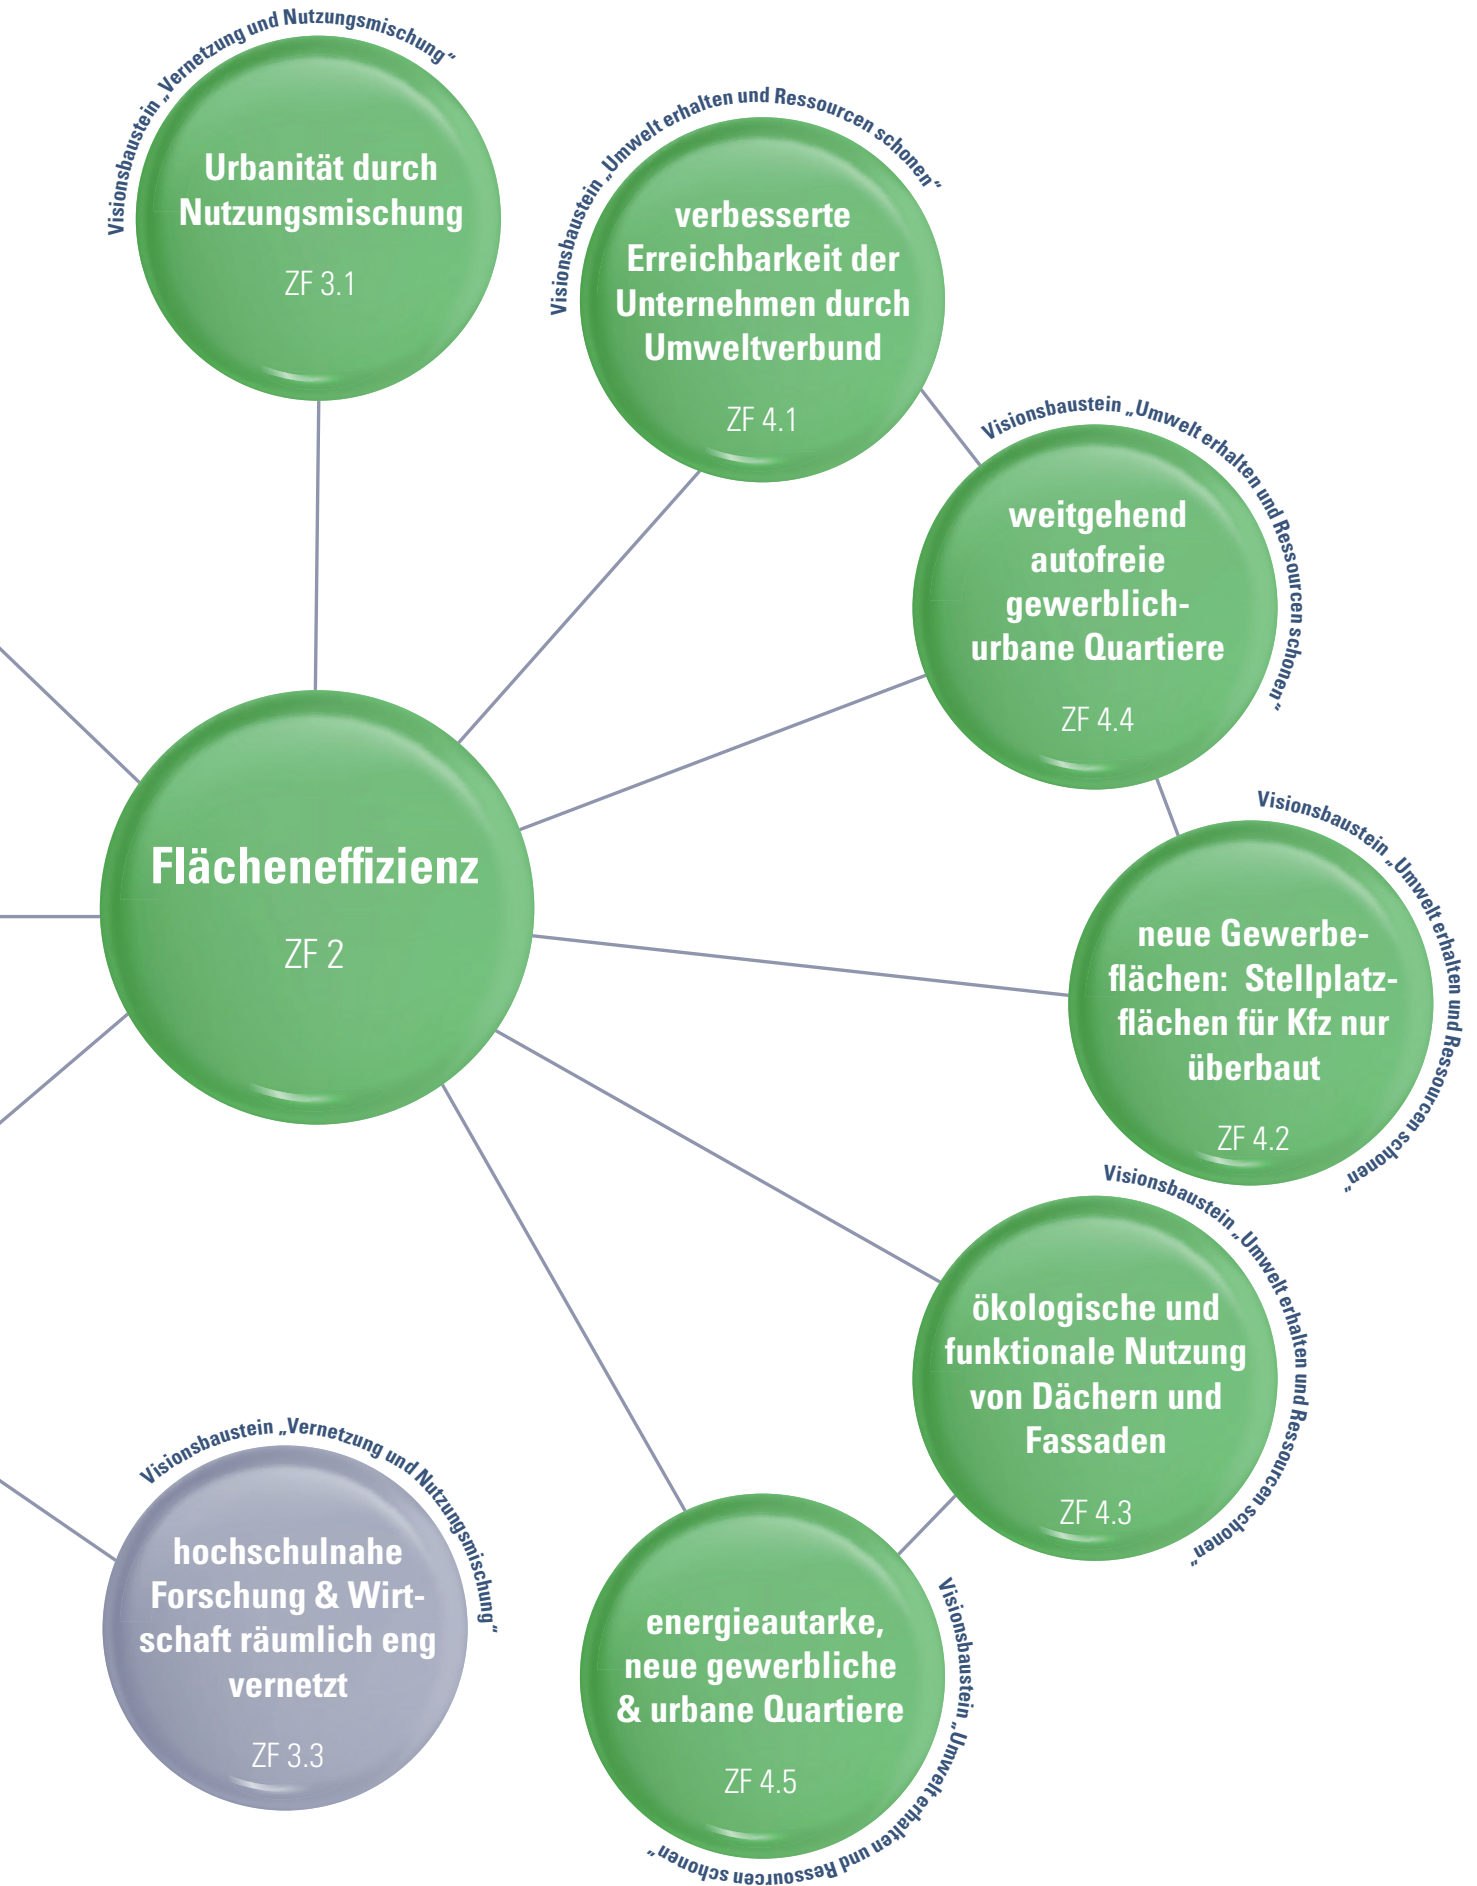 Visionsbaustein „Vernetzung und Nutzungsmischung“
Urbanität durch
Nutzungsmischung
ZF 3.1
Visionsbaustein „Umwelt erhalten und Ressourcen schonen“
verbesserte
Erreichbarkeit der
Unternehmen durch
Umweltverbund
ZF 4.1
Visionsbaustein „Umwelt erhalten und Ressourcen schonen“
weitgehend
autofreie
gewerblich-
urbane Quartiere
ZF 4.4
Flächeneffizienz
ZF 2
Visionsbaustein „Umwelt erhalten und Ressourcen schonen“
neue Gewerbe-
flächen: Stellplatz-
flächen für Kfz nur
überbaut
ZF 4.2
Visionsbaustein „Umwelt erhalten und Ressourcen schonen“
ökologische und
funktionale Nutzung
von Dächern und
Fassaden
ZF 4.3
Visionsbaustein „Vernetzung und Nutzungsmischung“
hochschulnahe
Forschung & Wirt-
schaft räumlich eng
vernetzt
ZF 3.3
Visionsbaustein „Umwelt erhalten und Ressourcen schonen“
energieautarke,
neue gewerbliche
& urbane Quartiere
ZF 4.5